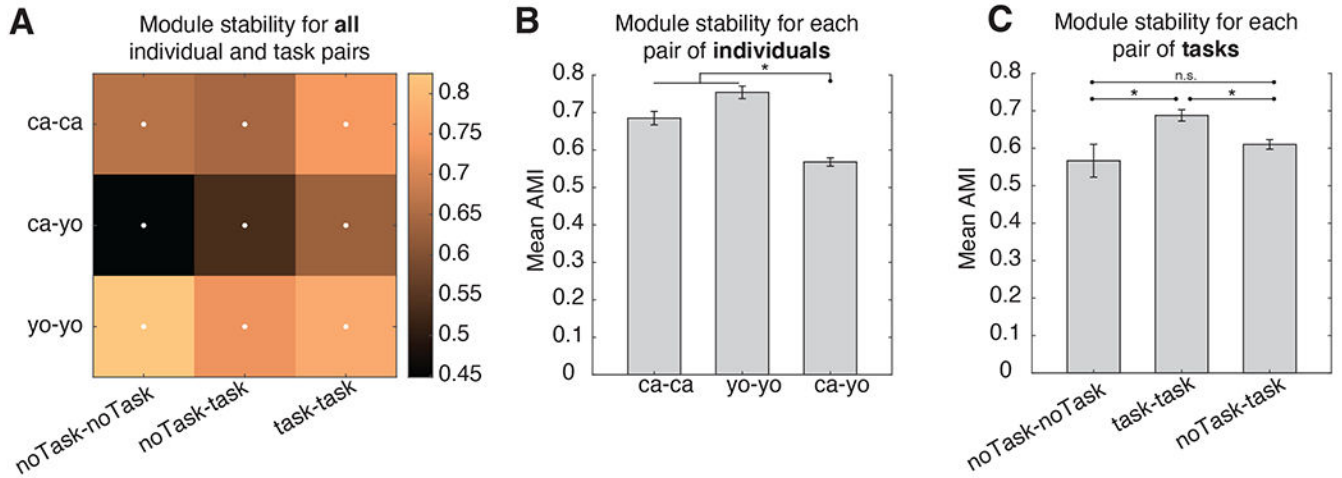 A
Module stability for all
individual and task pairs
ca-ca
ca-yo
yo-yo
noTask-noTask
noTask-task
task-task
0.8
0.75
0.7
0.65
0.6
0.55
0.5
0.45
B
Module stability for each
pair of individuals
Mean AMI
0.8
0.7
0.6
0.5
0.4
0.3
0.2
0.1
0
*
ca-ca
yo-yo
ca-yo
C
Module stability for each
pair of tasks
Mean AMI
0.8
0.7
0.6
0.5
0.4
0.3
0.2
0.1
0
n.s.
*
*
noTask-noTask
task-task
noTask-task